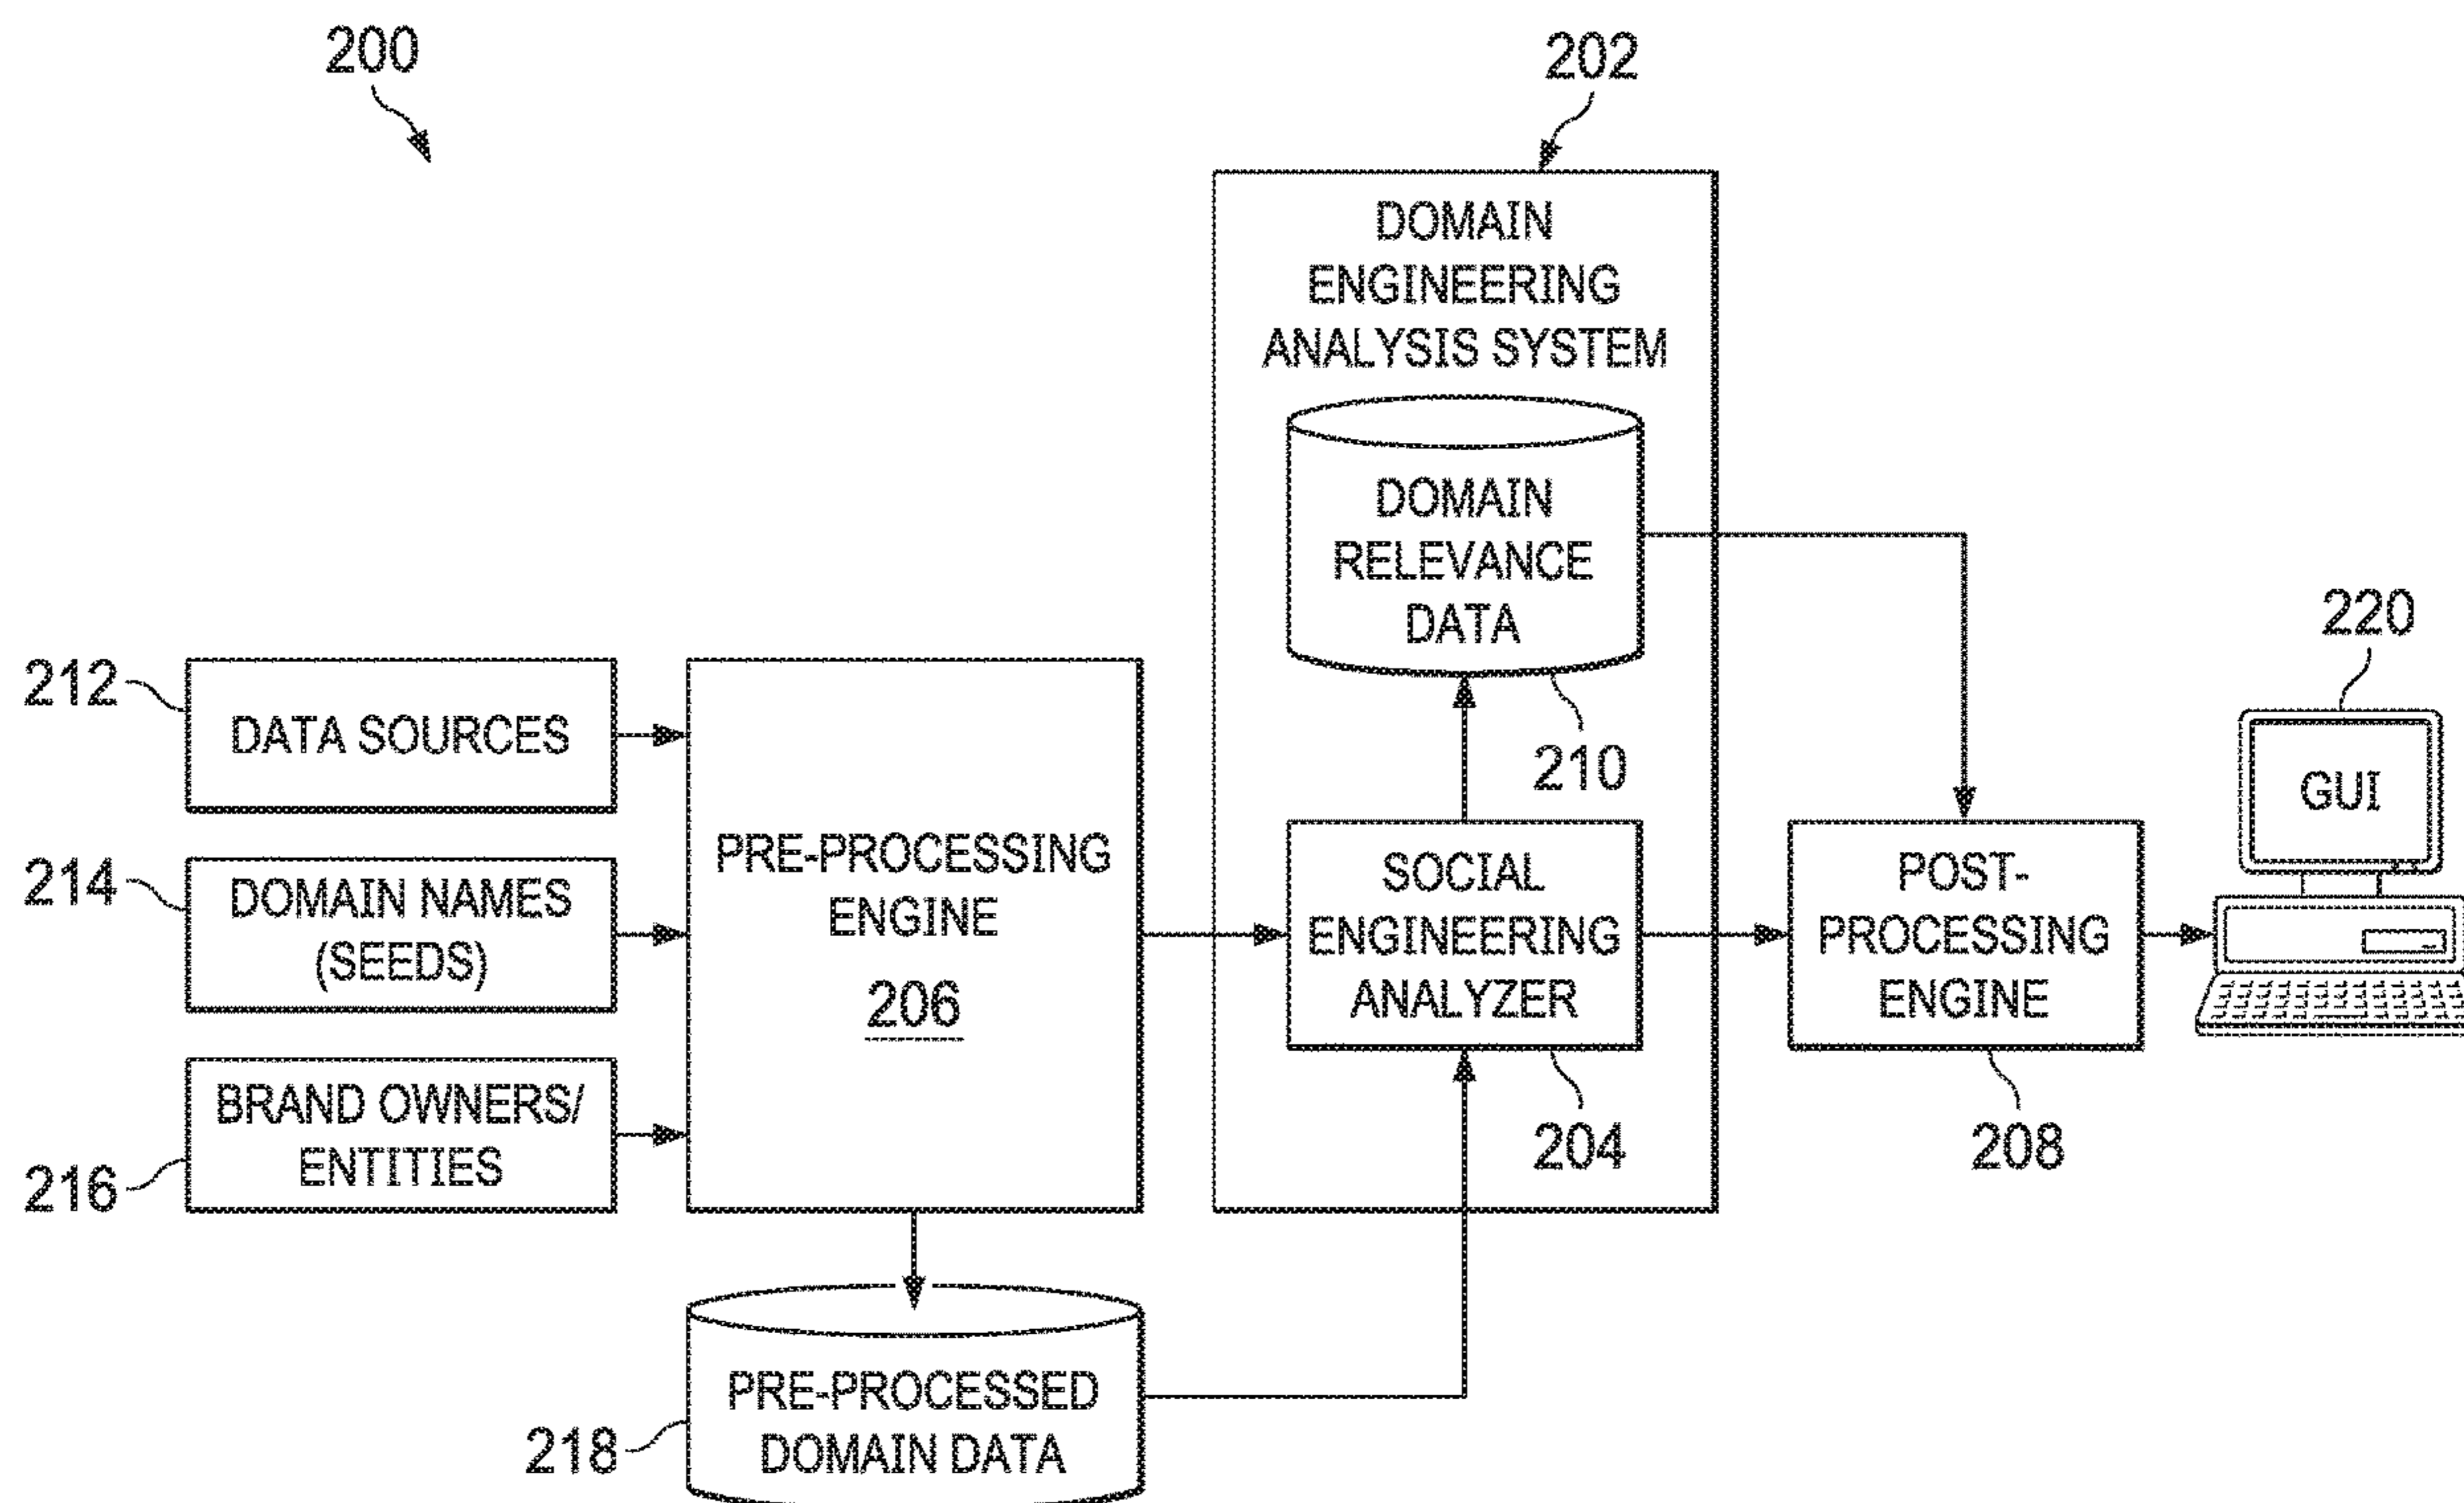 200
202
DOMAIN
ENGINEERING
ANALYSIS SYSTEM
DOMAIN
RELEVANCE
DATA
210
212
DATA SOURCES
214
DOMAIN NAMES
(SEEDS)
216
BRAND OWNERS/
ENTITIES
PRE-PROCESSING
ENGINE
206
SOCIAL
ENGINEERING
ANALYZER
204
POST-
PROCESSING
ENGINE
208
220
GUI
218
PRE-PROCESSED
DOMAIN DATA